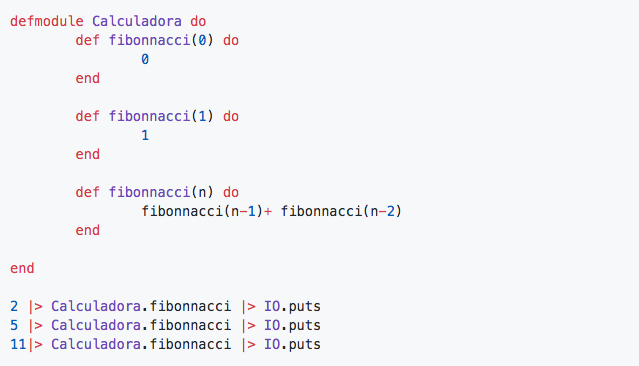 defmodule Calculadora do
def fibonnacci(0) do
0
end
def fibonnacci(1) do
1
end
def fibonnacci(n) do
fibonnacci(n-1)+ fibonnacci(n-2)
end
end
2 |> Calculadora.fibonnacci |> IO.puts
5 |> Calculadora.fibonnacci |> IO.puts
11|> Calculadora.fibonnacci |> IO.puts